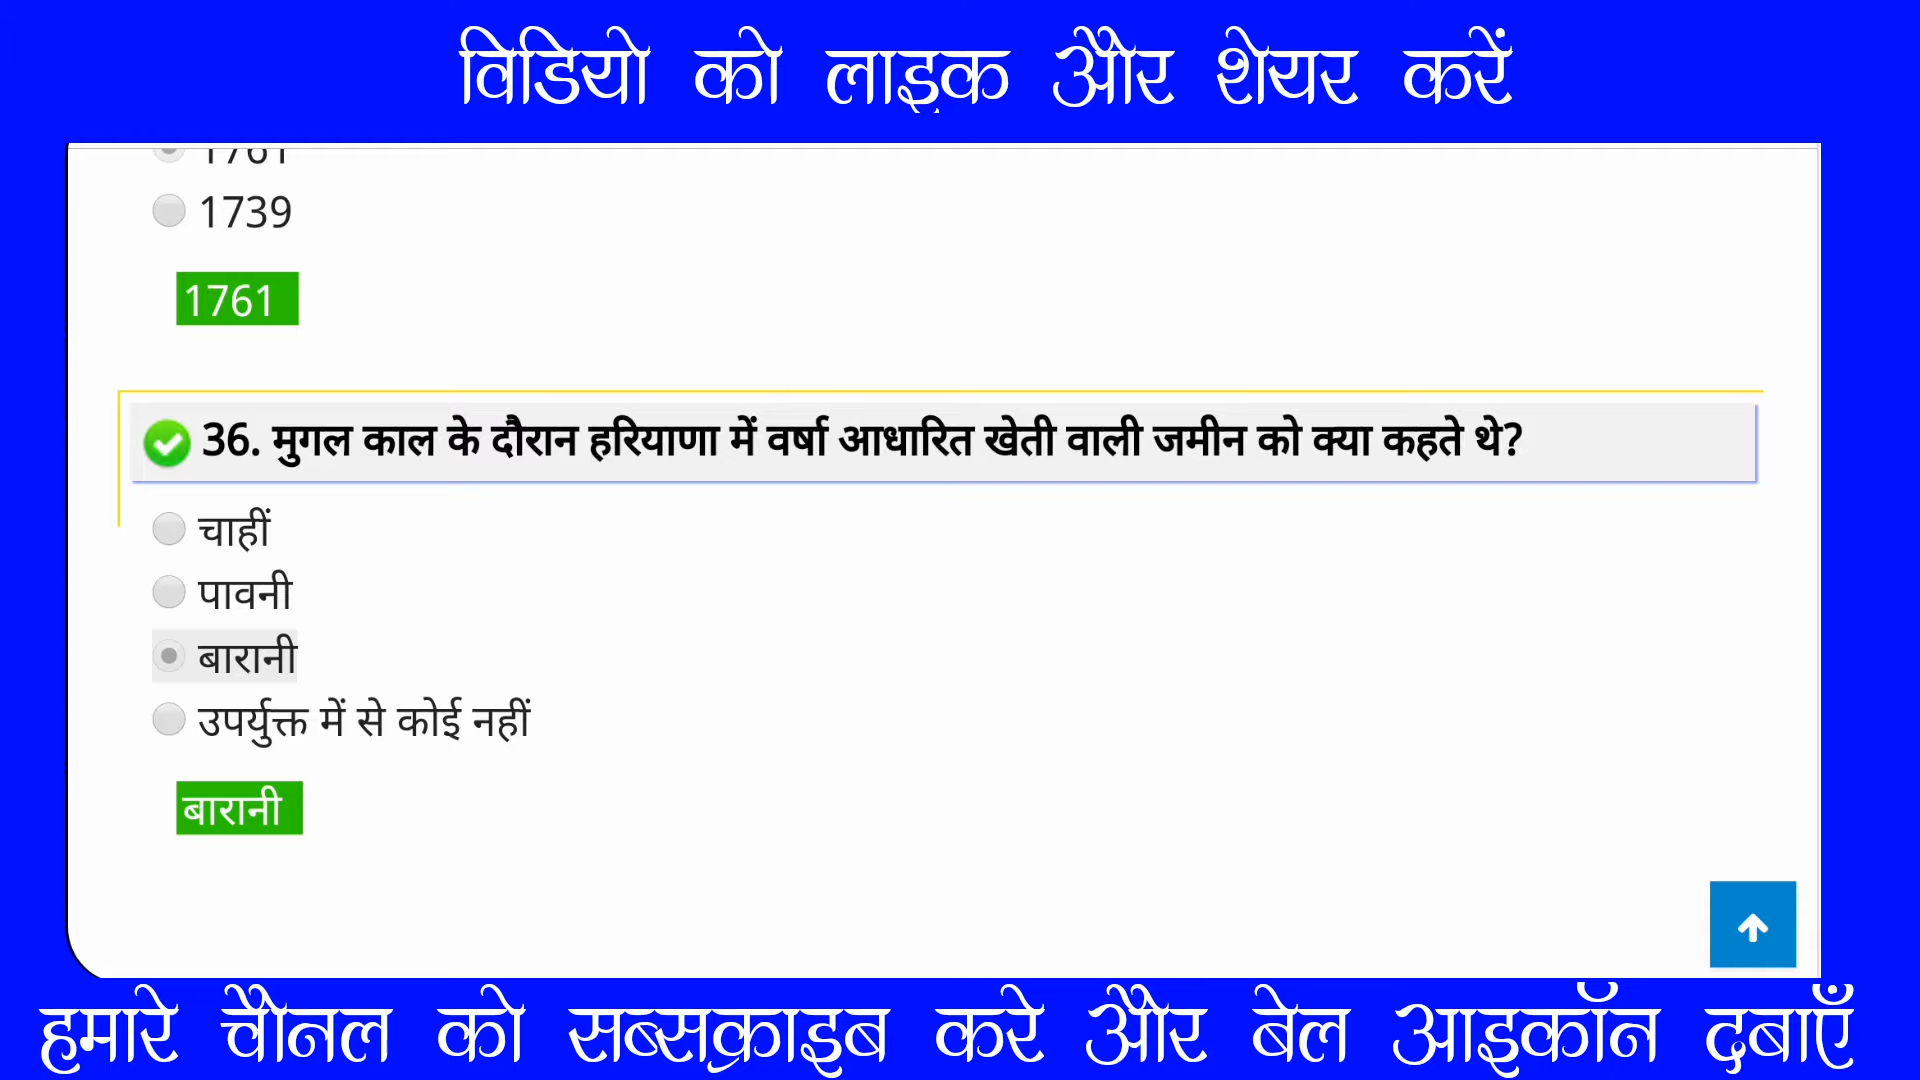 विडियो को लाइक और शेयर करें
1761
1739
1761
36. मुगल काल के दौरान हरियाणा में वर्षा आधारित खेती वाली जमीन को क्या कहते थे?
चाहीं
पावनी
बारानी
उपर्युक्त में से कोई नहीं
बारानी
हमारे चैनल को सब्सक्राइब करे और बेल आइकॉन दबाएँ